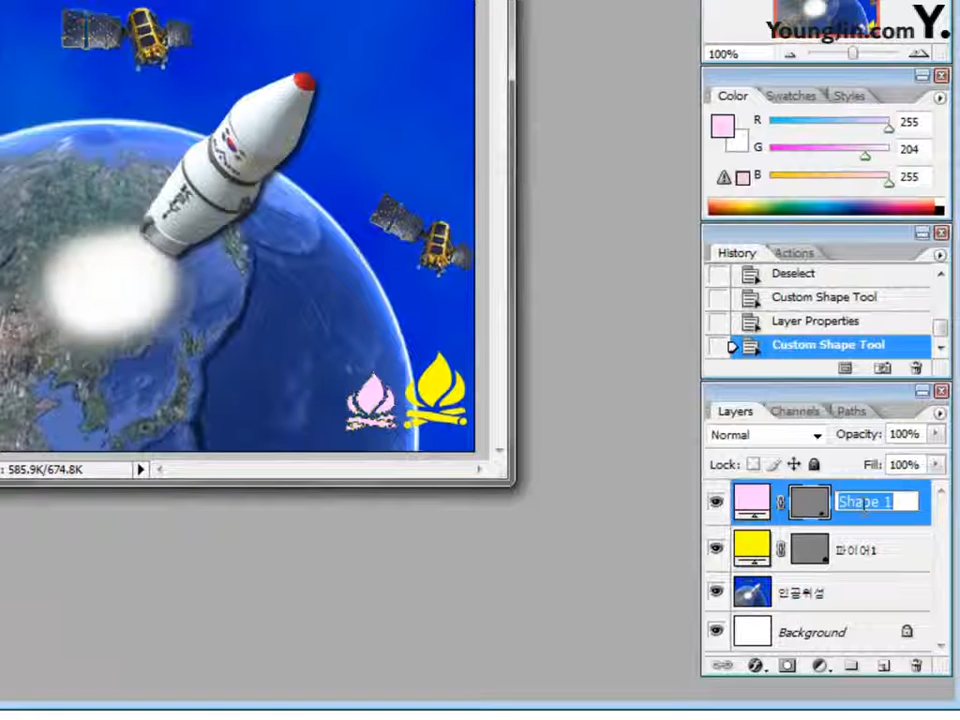 YoungJin.com Y.
100%
Color Swatches Styles
R 255
G 204
B 255
History Actions
Deselect
Custom Shape Tool
Layer Properties
Custom Shape Tool
Layers Channels Paths
Normal Opacity: 100%
Lock: Fill: 100%
Shape 1
파이어1
인공위성
Background
: 585.9K/674.8K